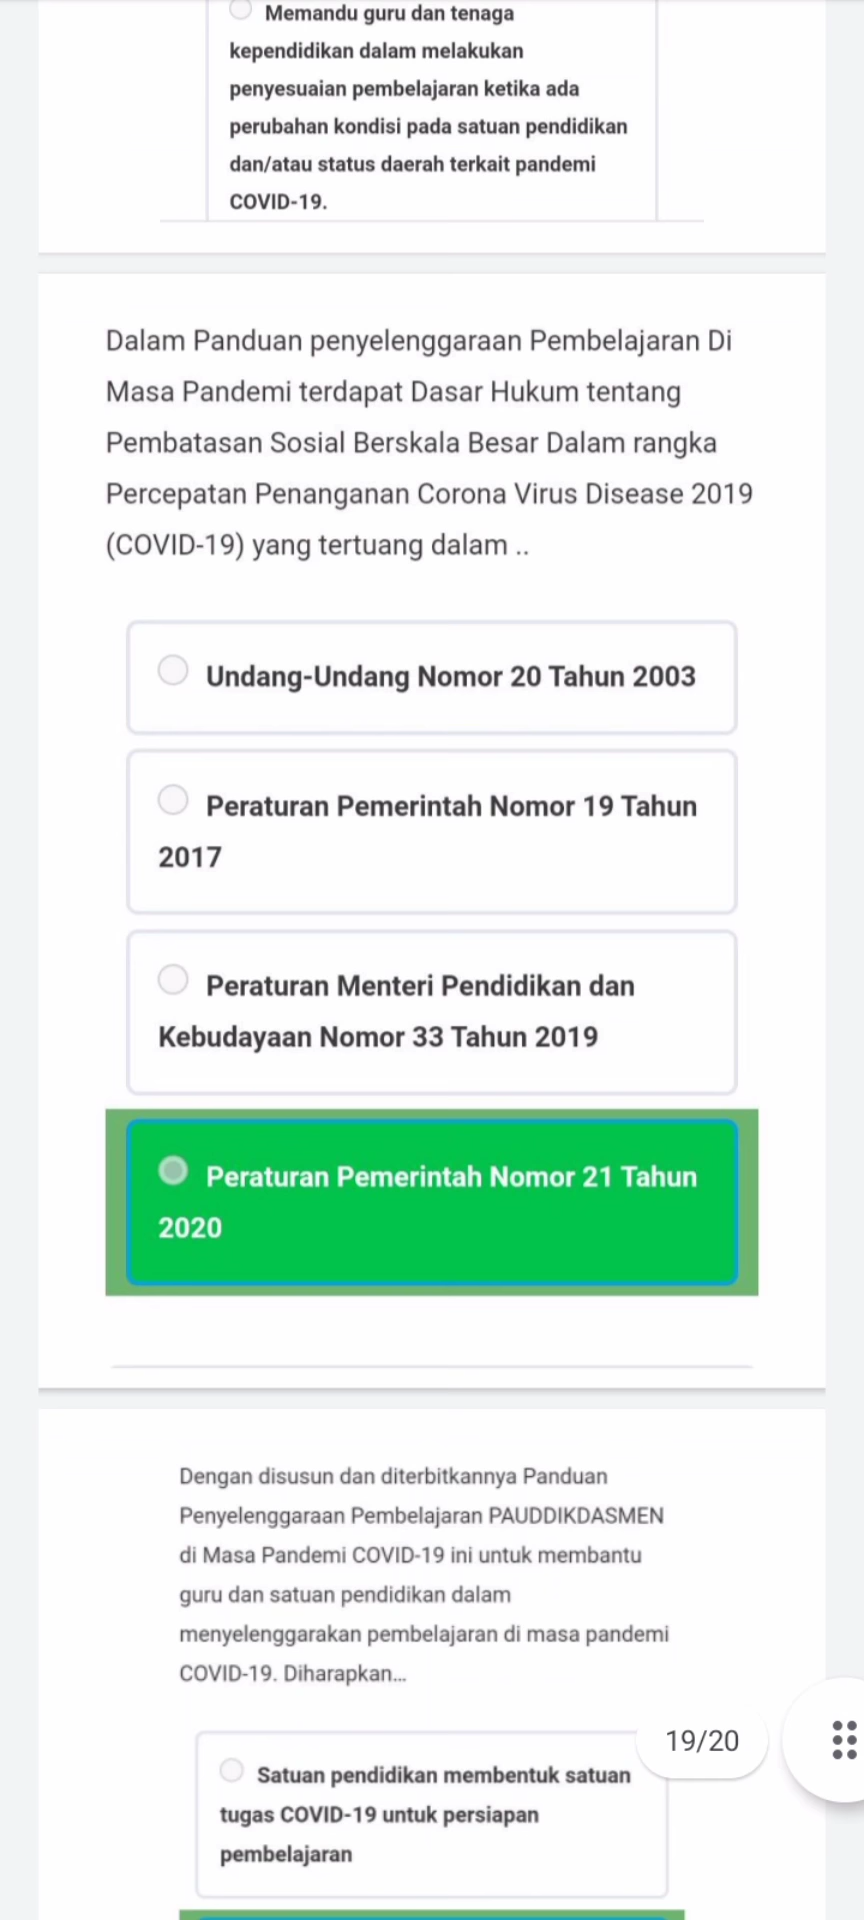 Memandu guru dan tenaga
kependidikan dalam melakukan
penyesuaian pembelajaran ketika ada
perubahan kondisi pada satuan pendidikan
dan/atau status daerah terkait pandemi
COVID-19.
Dalam Panduan penyelenggaraan Pembelajaran Di
Masa Pandemi terdapat Dasar Hukum tentang
Pembatasan Sosial Berskala Besar Dalam rangka
Percepatan Penanganan Corona Virus Disease 2019
(COVID-19) yang tertuang dalam ..
Undang-Undang Nomor 20 Tahun 2003
Peraturan Pemerintah Nomor 19 Tahun
2017
Peraturan Menteri Pendidikan dan
Kebudayaan Nomor 33 Tahun 2019
Peraturan Pemerintah Nomor 21 Tahun
2020
Dengan disusun dan diterbitkannya Panduan
Penyelenggaraan Pembelajaran PAUDDIKDASMEN
di Masa Pandemi COVID-19 ini untuk membantu
guru dan satuan pendidikan dalam
menyelenggarakan pembelajaran di masa pandemi
COVID-19. Diharapkan...
19/20
Satuan pendidikan membentuk satuan
tugas COVID-19 untuk persiapan
pembelajaran